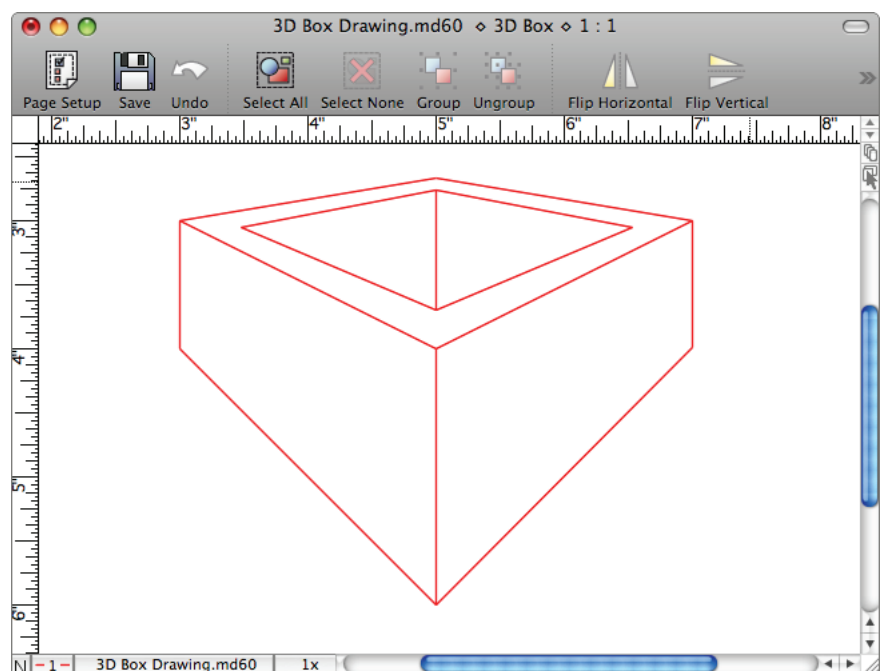 3D Box Drawing.md60 ⋄ 3D Box ⋄ 1 : 1
Page Setup Save Undo Select All Select None Group Ungroup Flip Horizontal Flip Vertical »
2" 3" 4" 5" 6" 7" 8"
3"
4"
5"
6"
N -1- 3D Box Drawing.md60 1x